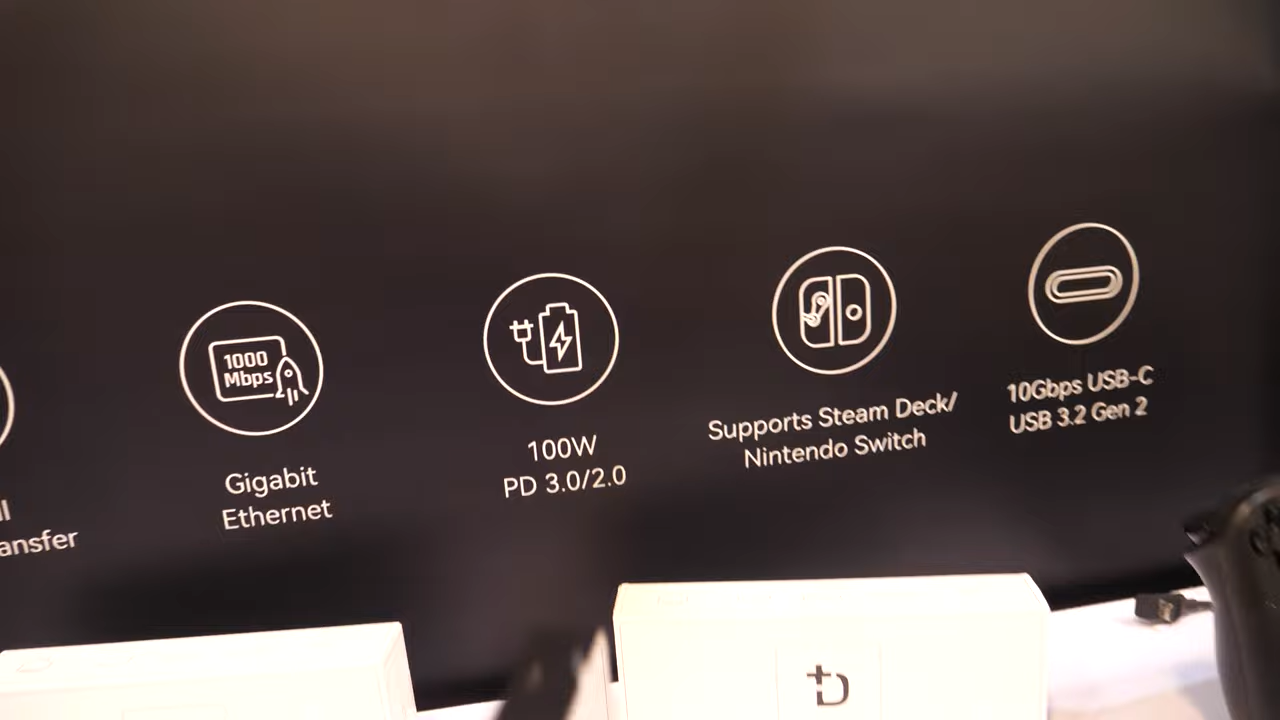 ansfer
1000
Mbps
Gigabit
Ethernet
100W
PD 3.0/2.0
Supports Steam Deck/
Nintendo Switch
10Gbps USB-C
USB 3.2 Gen 2